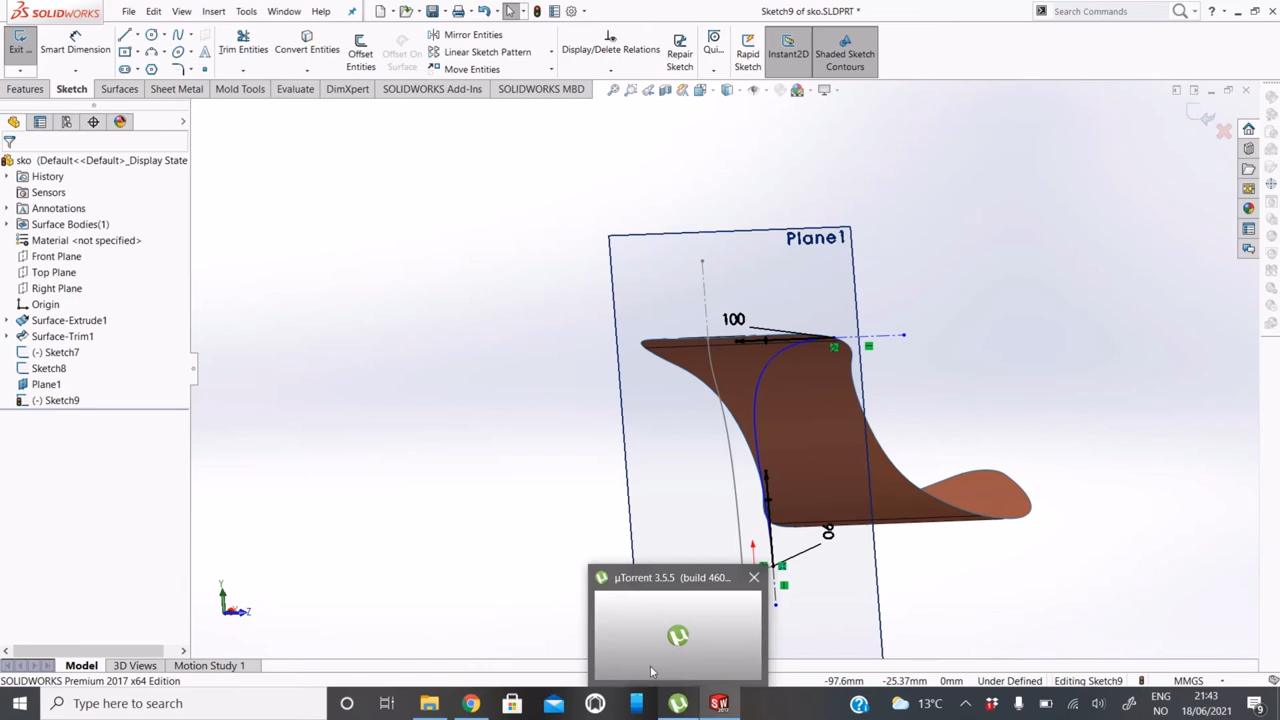 SOLIDWORKS File Edit View Insert Tools Window Help Sketch9 of sko.SLDPRT * Search Commands
Exit ... Smart Dimension Trim Entities Convert Entities Offset Entities Offset On Surface Mirror Entities Linear Sketch Pattern Move Entities Display/Delete Relations Repair Sketch Qui... Rapid Sketch Instant2D Shaded Sketch Contours
Features Sketch Surfaces Sheet Metal Mold Tools Evaluate DimXpert SOLIDWORKS Add-Ins SOLIDWORKS MBD
sko (Default<<Default>_Display State
History
Sensors
Annotations
Surface Bodies(1)
Material <not specified>
Front Plane
Top Plane
Right Plane
Origin
Surface-Extrude1
Surface-Trim1
(-) Sketch7
Sketch8
Plane1
(-) Sketch9
Plane1
100
90
Y
Z
µTorrent 3.5.5 (build 460...
Model 3D Views Motion Study 1
SOLIDWORKS Premium 2017 x64 Edition -97.6mm -25.37mm 0mm Under Defined Editing Sketch9 MMGS
Type here to search 13°C ENG NO 21:43 18/06/2021 9